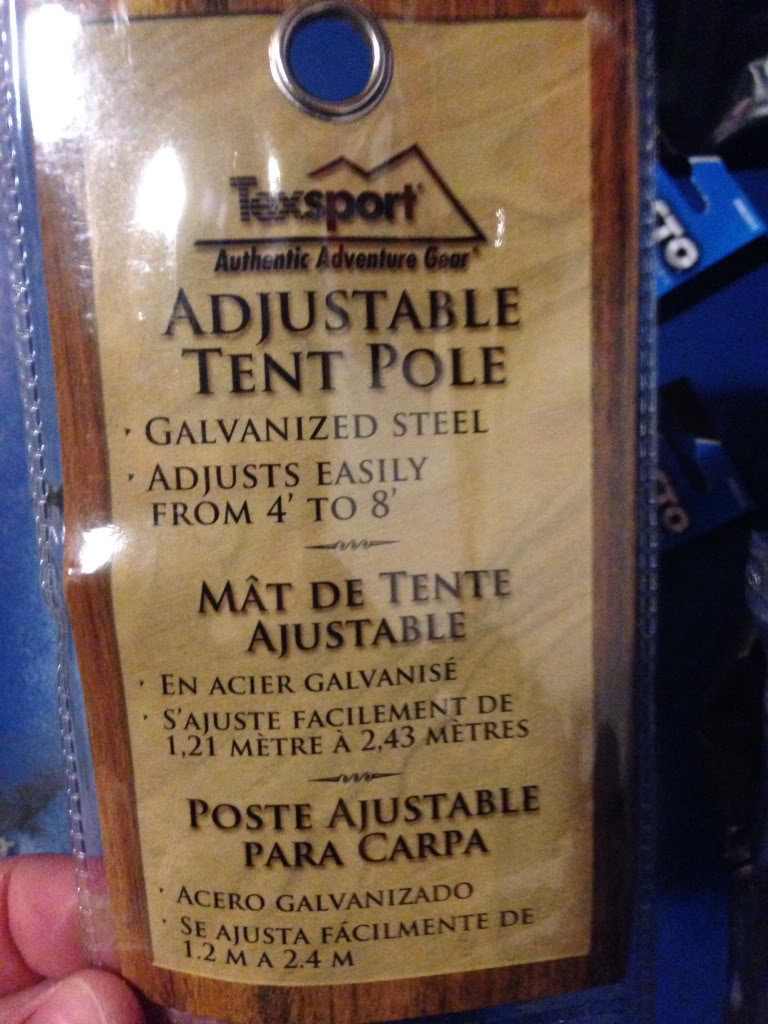 Texsport®
Authentic Adventure Gear®
ADJUSTABLE
TENT POLE
· GALVANIZED STEEL
· ADJUSTS EASILY
FROM 4' TO 8'
MÂT DE TENTE
AJUSTABLE
· EN ACIER GALVANISÉ
· S'AJUSTE FACILEMENT DE
1,21 MÈTRE À 2,43 MÈTRES
POSTE AJUSTABLE
PARA CARPA
· ACERO GALVANIZADO
· SE AJUSTA FÁCILMENTE DE
1.2 M A 2.4 M